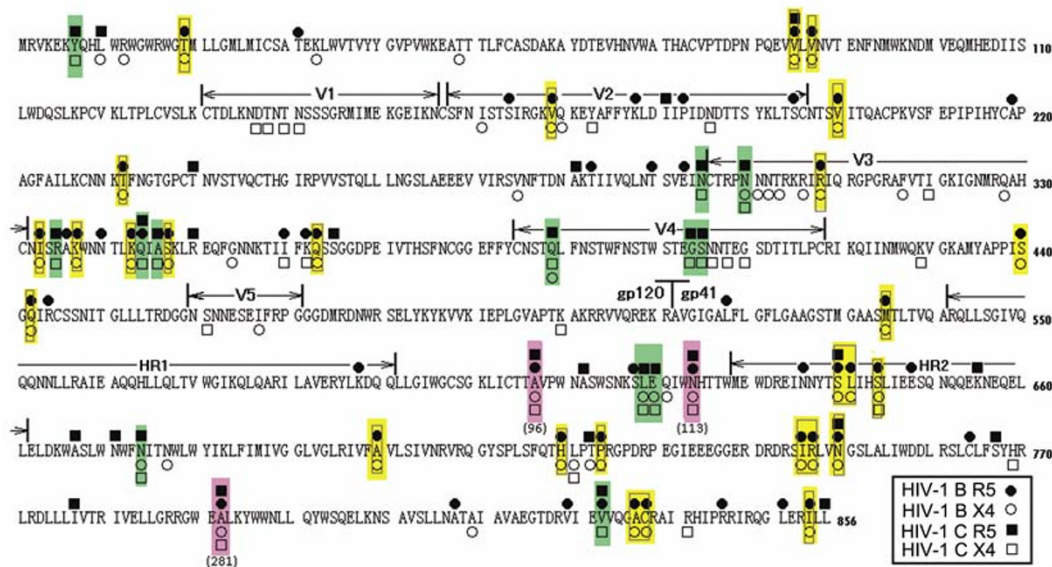 MRVKEKYQHL WRWGWRWGTM LLGMLMICSA TEKLWVTVYY GVPVWKEATT TLFCASDAKA YDTEVHNVWA THACVPTDPN PQEVVLVNVT ENFNMWKNDM VEQMHEDIIS 110
V1 V2
LWDQSLKPCV KLTPLCVSLK CTDLKNDTNT NSSSGRMIME KGEIKNCSFN ISTSIRGKVQ KEYAFFYKLD IIPIDNDTTS YKLTSCNTSV ITQACPKVSF EPIPIHYCAP 220
V3
AGFAILKCNN KTFNGTGPCT NVSTVQCTHG IRPVVSTQLL LNGSLAEEEV VIRSVNFTDN AKTIIVQLNT SVEINCTRPN NNTRKRIRIQ RGPGRAFVTI GKIGNMRQAH 330
V4
CNISRAKWNN TLKQIASKLR EQFGNNKTII FKQSSGGDPE IVTHSFNCGG EFFYCNSTQL FNSTWFNSTW STEGSNNTEG SDTITLPCRI KQIINMWQKV GKAMYAPPIS 440
V5 gp120 gp41
GQIRCSSNIT GLLLTRDGGN SNNESEIFRP GGGDMRDNWR SELYKYKVVK IEPLGVAPTK AKRRVVQREK RAVGIGALFL GFLGAAGSTM GAASMTLTVQ ARQLLSGIVQ 550
HR1 HR2
QQNNLLRAIE AQQHLLQLTV WGIKQLQARI LAVERYLKDQ QLLGIWGCSG KLICTTAVPW NASWSNKSLE QIWNHTTWME WDREINNYTS LIHSLIEESQ NQQEKNEQEL 660
(96) (113)
LELDKWASLW NWFNITNWLW YIKLFIMIVG GLVGLRIVFA VLSIVNRVRQ GYSPLSFQTH LPTPRGPDRP EGIEEEGGER DRDRSIRLVN GSLALIWDDL RSLCLFSYHR 770
LRDLLLIVTR IVELLGRRGW EALKYWWNLL QYWSQELKNS AVSLLNATAI AVAEGTDRVI EVVQGACRAI RHIPRRIRQG LERILL 856
(281)
HIV-1 B R5
HIV-1 B X4
HIV-1 C R5
HIV-1 C X4